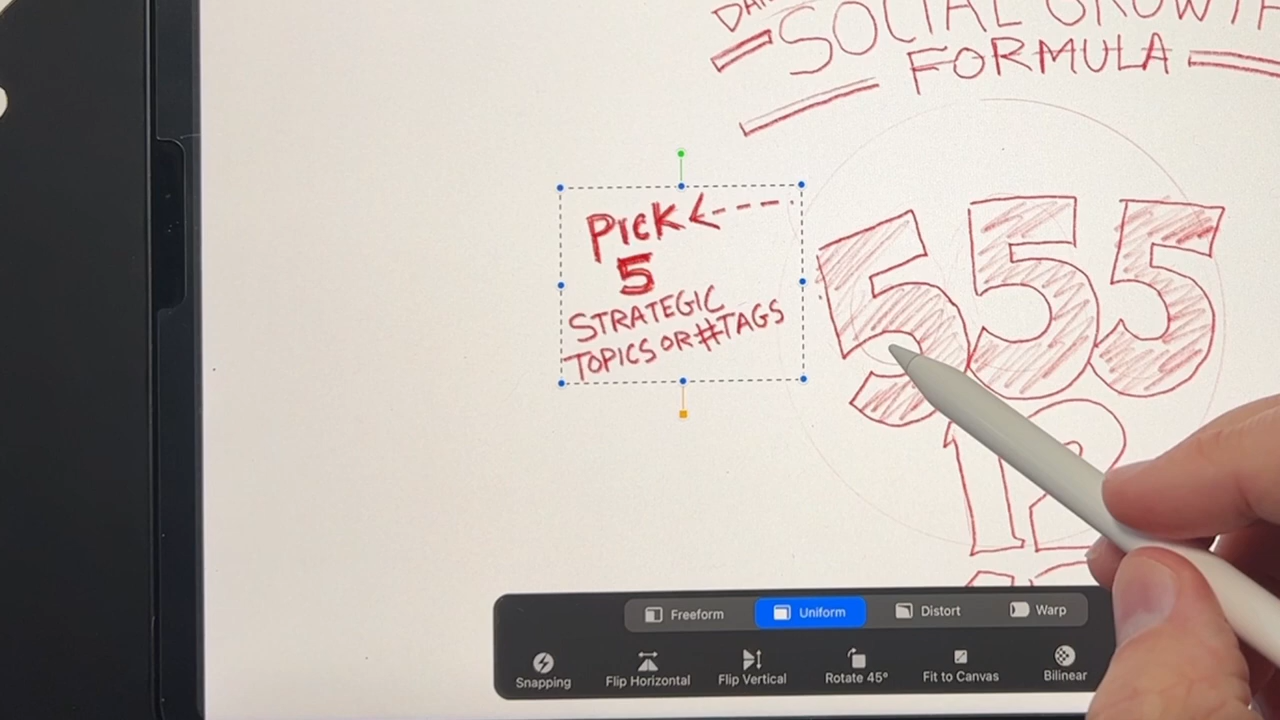 SOCIAL GROWTH
FORMULA
PICK
5
STRATEGIC
TOPICS OR #TAGS
555
12
Freeform
Uniform
Distort
Warp
Snapping
Flip Horizontal
Flip Vertical
Rotate 45°
Fit to Canvas
Bilinear